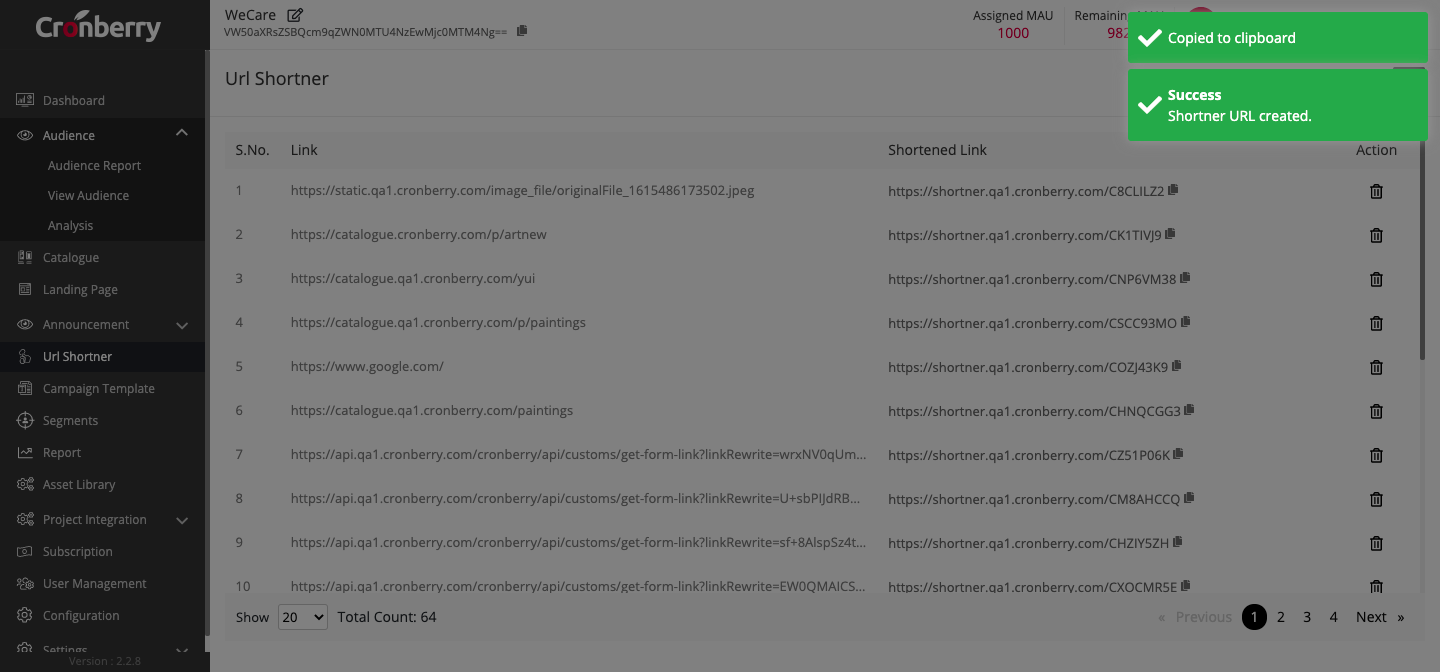 Cronberry
WeCare
VW50aXRsZSBQcm9qZWN0MTU4NzEwMjc0MTM4Ng==
Assigned MAU
1000
Remaining
982
Copied to clipboard
Success
Shortner URL created.
Dashboard
Audience
Audience Report
View Audience
Analysis
Catalogue
Landing Page
Announcement
Url Shortner
Campaign Template
Segments
Report
Asset Library
Project Integration
Subscription
User Management
Configuration
Settings
Version : 2.2.8
Url Shortner
S.No. Link Shortened Link Action
1 https://static.qa1.cronberry.com/image_file/originalFile_1615486173502.jpeg https://shortner.qa1.cronberry.com/C8CLILZ2
2 https://catalogue.cronberry.com/p/artnew https://shortner.qa1.cronberry.com/CK1TIVJ9
3 https://catalogue.qa1.cronberry.com/yui https://shortner.qa1.cronberry.com/CNP6VM38
4 https://catalogue.qa1.cronberry.com/p/paintings https://shortner.qa1.cronberry.com/CSCC93MO
5 https://www.google.com/ https://shortner.qa1.cronberry.com/COZJ43K9
6 https://catalogue.qa1.cronberry.com/paintings https://shortner.qa1.cronberry.com/CHNQCGG3
7 https://api.qa1.cronberry.com/cronberry/api/customs/get-form-link?linkRewrite=wrxNV0qUm... https://shortner.qa1.cronberry.com/CZ51P06K
8 https://api.qa1.cronberry.com/cronberry/api/customs/get-form-link?linkRewrite=U+sbPIJdRB... https://shortner.qa1.cronberry.com/CM8AHCCQ
9 https://api.qa1.cronberry.com/cronberry/api/customs/get-form-link?linkRewrite=sf+8AlspSz4t... https://shortner.qa1.cronberry.com/CHZIY5ZH
10 https://api.qa1.cronberry.com/cronberry/api/customs/get-form-link?linkRewrite=EW0QMAICS... https://shortner.qa1.cronberry.com/CXOCMR5E
Show 20 Total Count: 64
« Previous 1 2 3 4 Next »